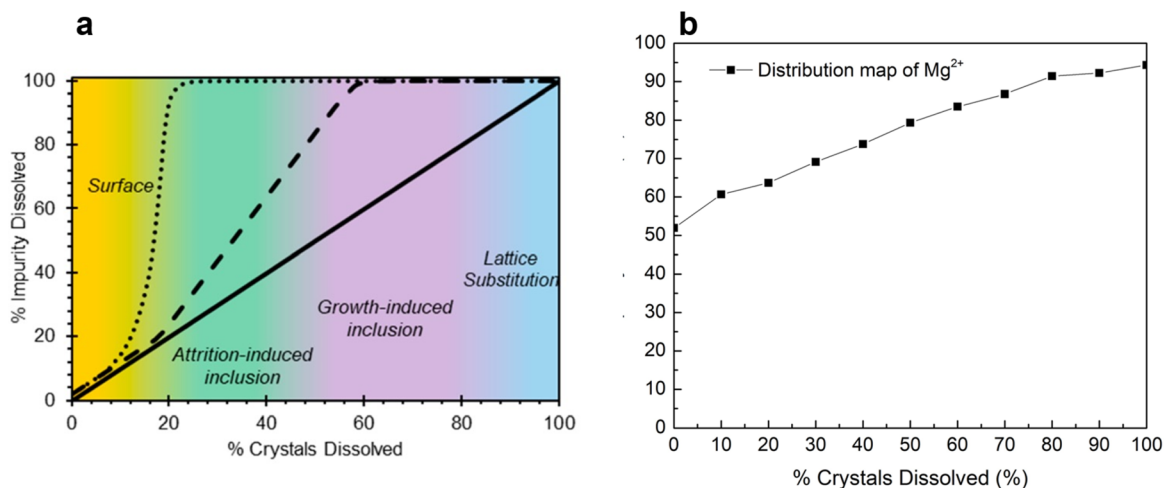 a
100
80
60
40
20
0
% Impurity Dissolved
Surface
Attrition-induced
inclusion
Growth-induced
inclusion
Lattice
Substitution
0 20 40 60 80 100
% Crystals Dissolved
b
100
90
80
70
60
50
40
30
20
10
0
Distribution map of Mg²⁺
0 10 20 30 40 50 60 70 80 90 100
% Crystals Dissolved (%)